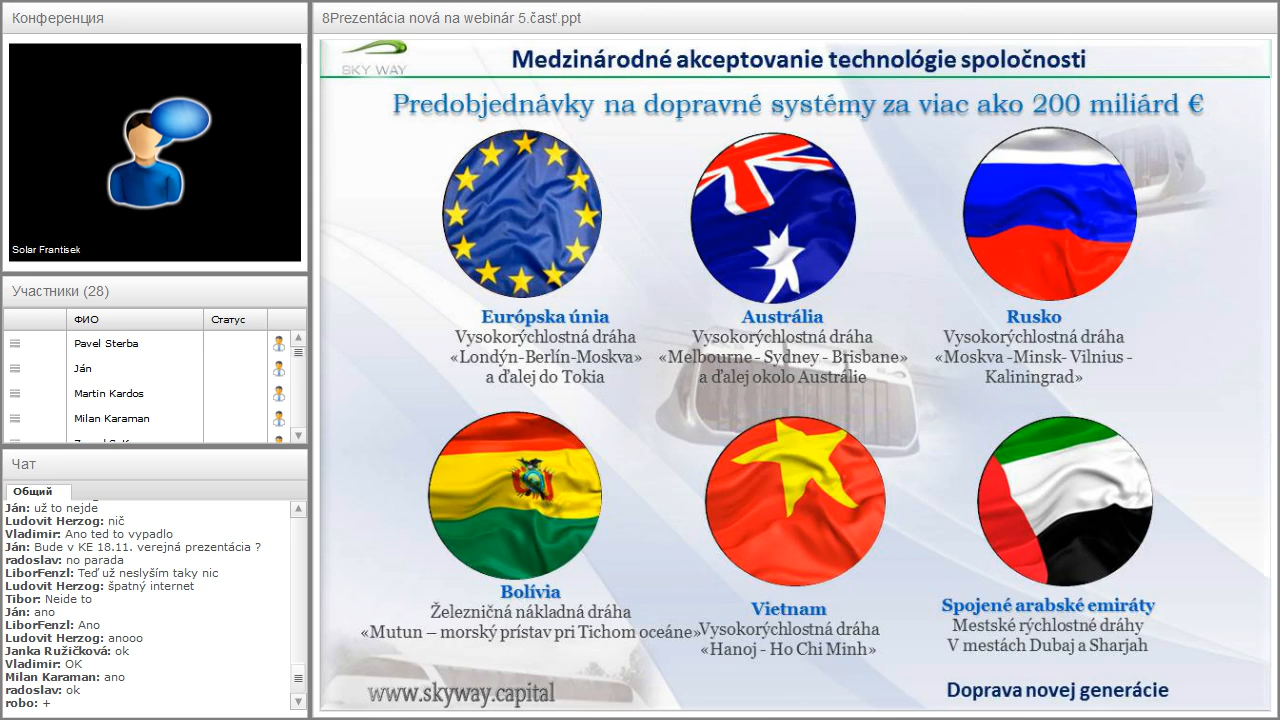 Конференция
Solar Frantisek
Участники (28)
ФИО Статус
Pavel Sterba
Ján
Martin Kardos
Milan Karaman
Чат
Общий
Ján: už to nejde
Ludovit Herzog: nič
Vladimir: Ano ted to vypadlo
Ján: Bude v KE 18.11. verejná prezentácia ?
radoslav: no parada
LiborFenzl: Teď už neslyším taky nic
Ludovit Herzog: špatný internet
Tibor: Neide to
Ján: ano
LiborFenzl: Ano
Ludovit Herzog: anooo
Janka Ružičková: ok
Vladimir: OK
Milan Karaman: ano
radoslav: ok
robo: +
8Prezentácia nová na webinár 5.časť.ppt
SKY WAY
Medzinárodné akceptovanie technológie spoločnosti
Predobjednávky na dopravné systémy za viac ako 200 miliárd €
Európska únia
Vysokorýchlostná dráha
«Londýn-Berlín-Moskva»
a ďalej do Tokia
Austrália
Vysokorýchlostná dráha
«Melbourne - Sydney - Brisbane»
a ďalej okolo Austrálie
Rusko
Vysokorýchlostná dráha
«Moskva -Minsk- Vilnius -
Kaliningrad»
Bolívia
Železničná nákladná dráha
«Mutun – morský prístav pri Tichom oceáne»
Vietnam
Vysokorýchlostná dráha
«Hanoj - Ho Chi Minh»
Spojené arabské emiráty
Mestské rýchlostné dráhy
V mestách Dubaj a Sharjah
www.skyway.capital
Doprava novej generácie